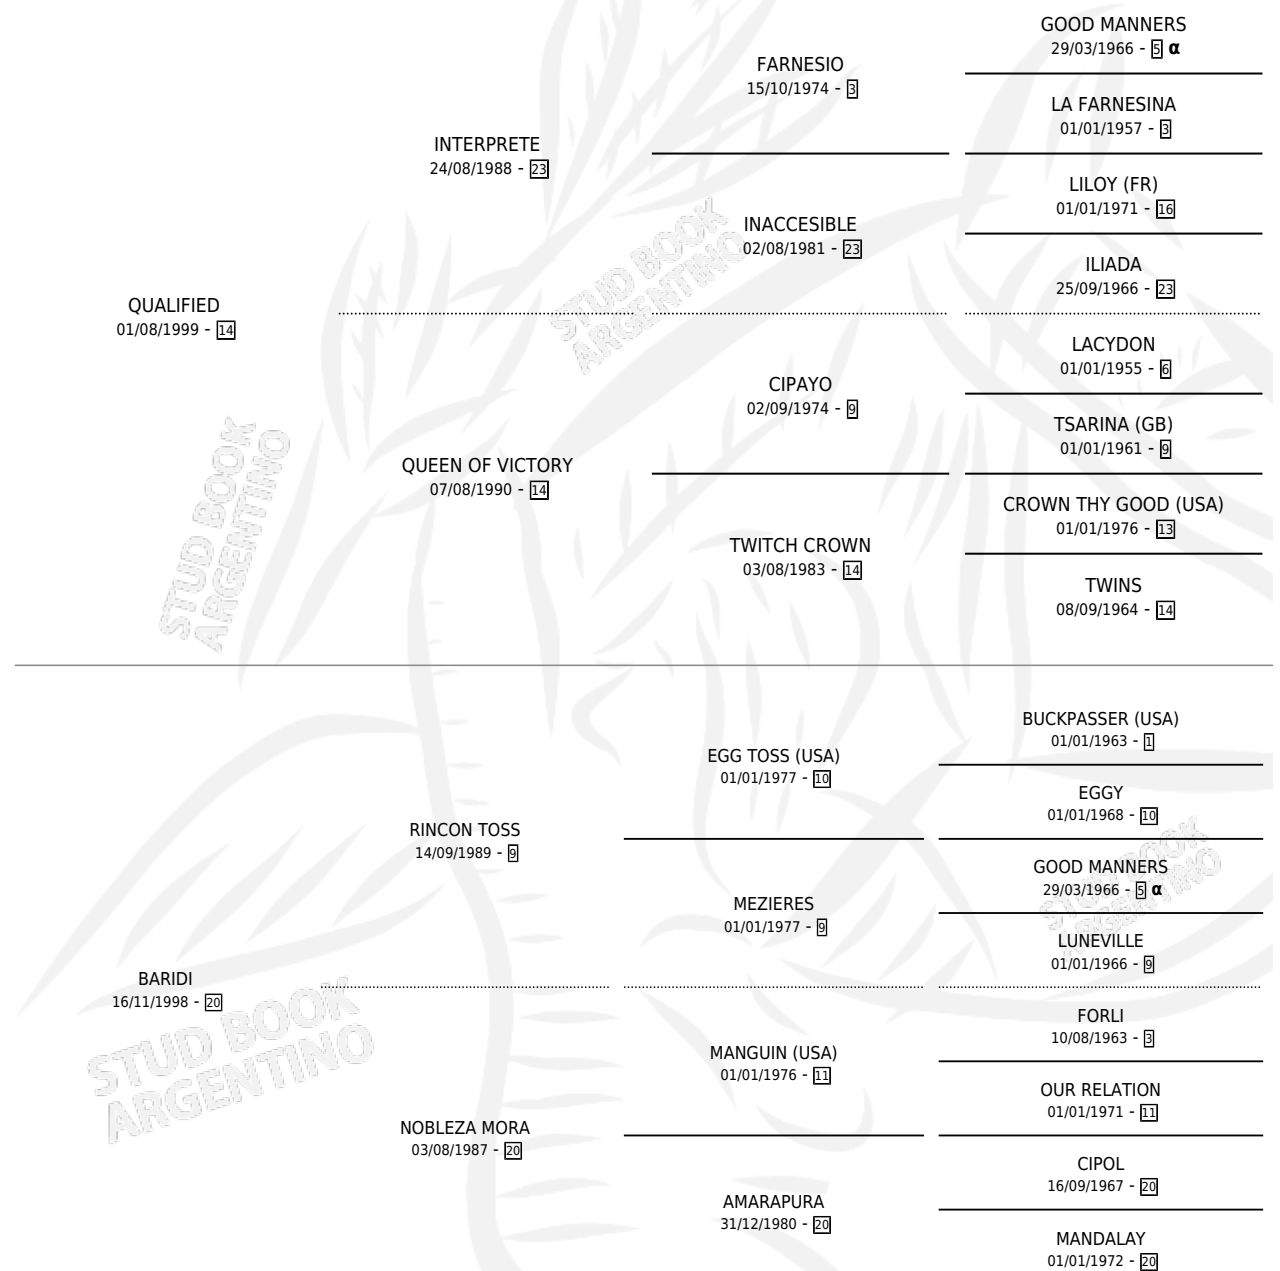 GOOD MANNERS
29/03/1966 - 5 α
FARNESIO
15/10/1974 - 3
LA FARNESINA
01/01/1957 - 3
INTERPRETE
24/08/1988 - 23
LILOY (FR)
01/01/1971 - 16
INACCESIBLE
02/08/1981 - 23
ILIADA
25/09/1966 - 23
QUALIFIED
01/08/1999 - 14
LACYDON
01/01/1955 - 6
CIPAYO
02/09/1974 - 9
TSARINA (GB)
01/01/1961 - 9
QUEEN OF VICTORY
07/08/1990 - 14
CROWN THY GOOD (USA)
01/01/1976 - 13
TWITCH CROWN
03/08/1983 - 14
TWINS
08/09/1964 - 14
BUCKPASSER (USA)
01/01/1963 - 1
EGG TOSS (USA)
01/01/1977 - 10
EGGY
01/01/1968 - 10
RINCON TOSS
14/09/1989 - 9
GOOD MANNERS
29/03/1966 - 5 α
MEZIERES
01/01/1977 - 9
LUNEVILLE
01/01/1966 - 9
BARIDI
16/11/1998 - 20
FORLI
10/08/1963 - 3
MANGUIN (USA)
01/01/1976 - 11
OUR RELATION
01/01/1971 - 11
NOBLEZA MORA
03/08/1987 - 20
CIPOL
16/09/1967 - 20
AMARAPURA
31/12/1980 - 20
MANDALAY
01/01/1972 - 20
STUD BOOK
ARGENTINO
STUD BOOK
ARGENTINO
STUD BOOK
ARGENTINO
STUD BOOK
ARGENTINO